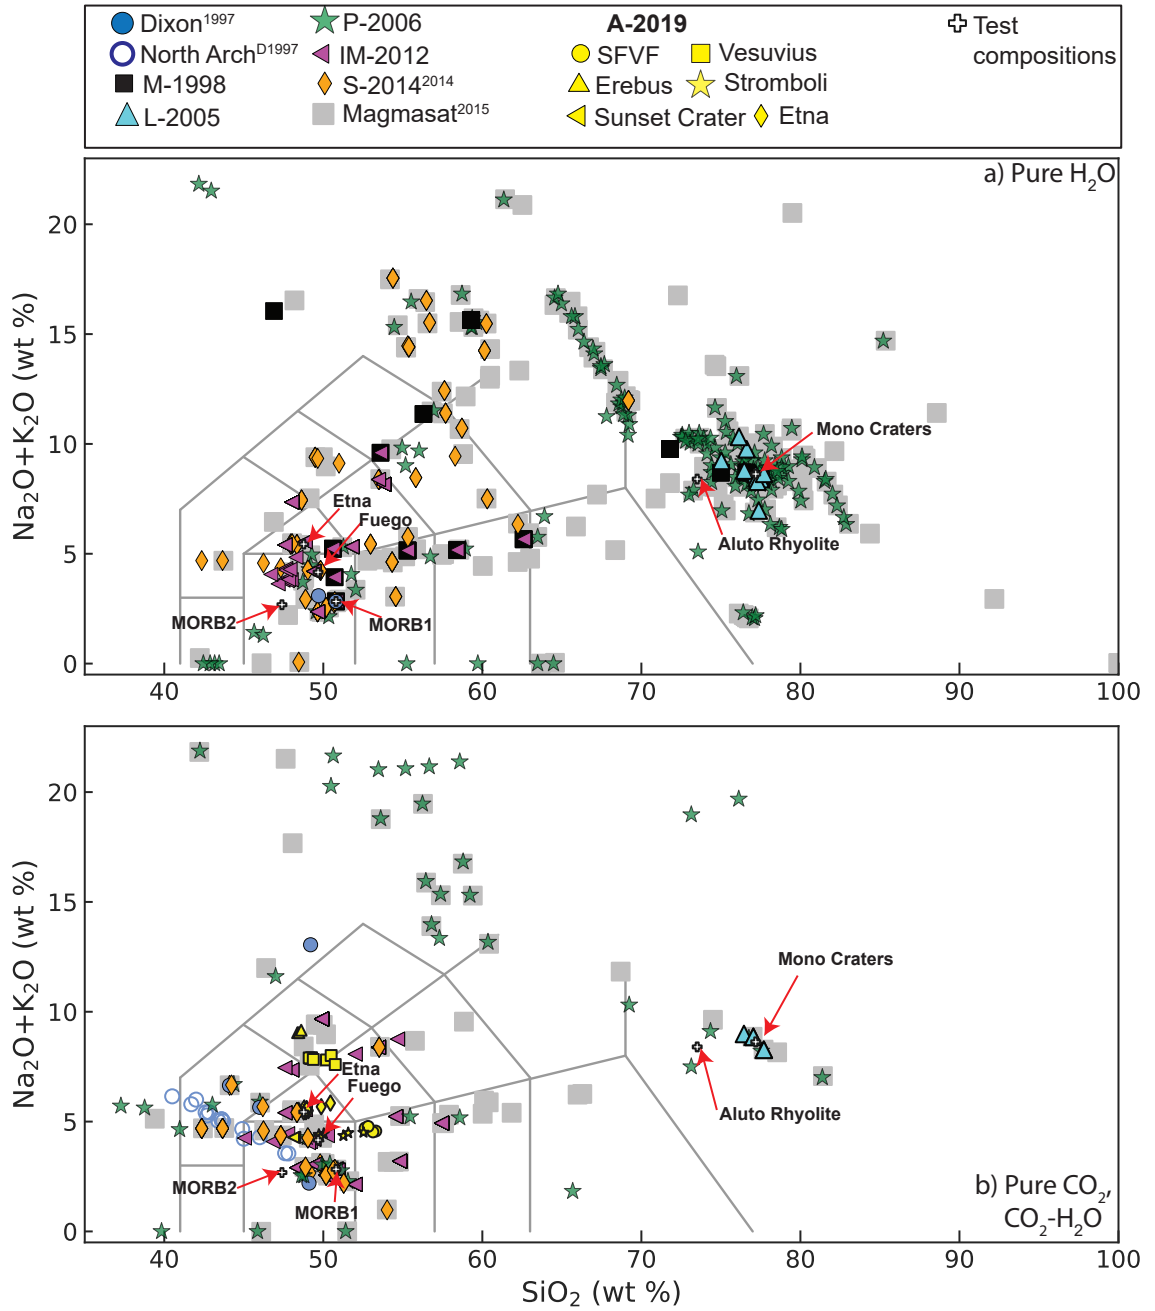 Dixon1997
North ArchD1997
M-1998
L-2005
P-2006
IM-2012
S-20142014
Magmasat2015
A-2019
SFVF
Vesuvius
Erebus
Stromboli
Sunset Crater
Etna
Test
compositions
a) Pure H2O
Na2O+K2O (wt %)
20
15
10
5
0
Mono Craters
Aluto Rhyolite
Etna
Fuego
MORB2
MORB1
40 50 60 70 80 90 100
Na2O+K2O (wt %)
20
15
10
5
0
Mono Craters
Aluto Rhyolite
Etna
Fuego
MORB2
MORB1
b) Pure CO2,
CO2-H2O
40 50 60 70 80 90 100
SiO2 (wt %)